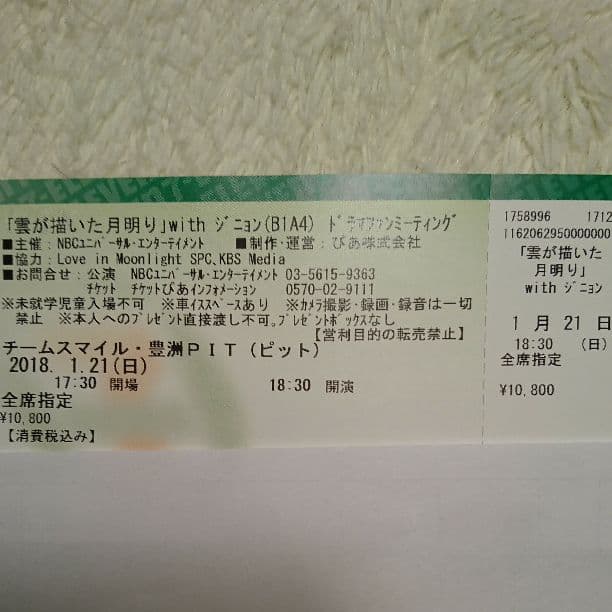 「雲が描いた月明り」with ジニョン(B1A4) ドラマファンミーティング
■主催：NBCユニバーサル・エンターテイメント ■制作・運営：ぴあ株式会社
■協力：Love in Moonlight SPC,KBS Media
■お問合せ：公演 NBCユニバーサル・エンターテイメント 03-5615-9363
チケット チケットぴあインフォメーション 0570-02-9111
※未就学児童入場不可 ※車イススペースあり ※カメラ撮影・録画・録音は一切
禁止 ※本人へのプレゼント直接渡し不可。プレゼントボックスなし
【営利目的の転売禁止】
チームスマイル・豊洲ＰＩＴ（ピット）
2018. 1.21(日)
17:30 開場 18:30 開演
全席指定
¥10,800
【消費税込み】
1758996 1712
1162062950000000
「雲が描いた
月明り」
with ジニョン
1 月 21 日
18:30 (日)
全席指定
¥10,800